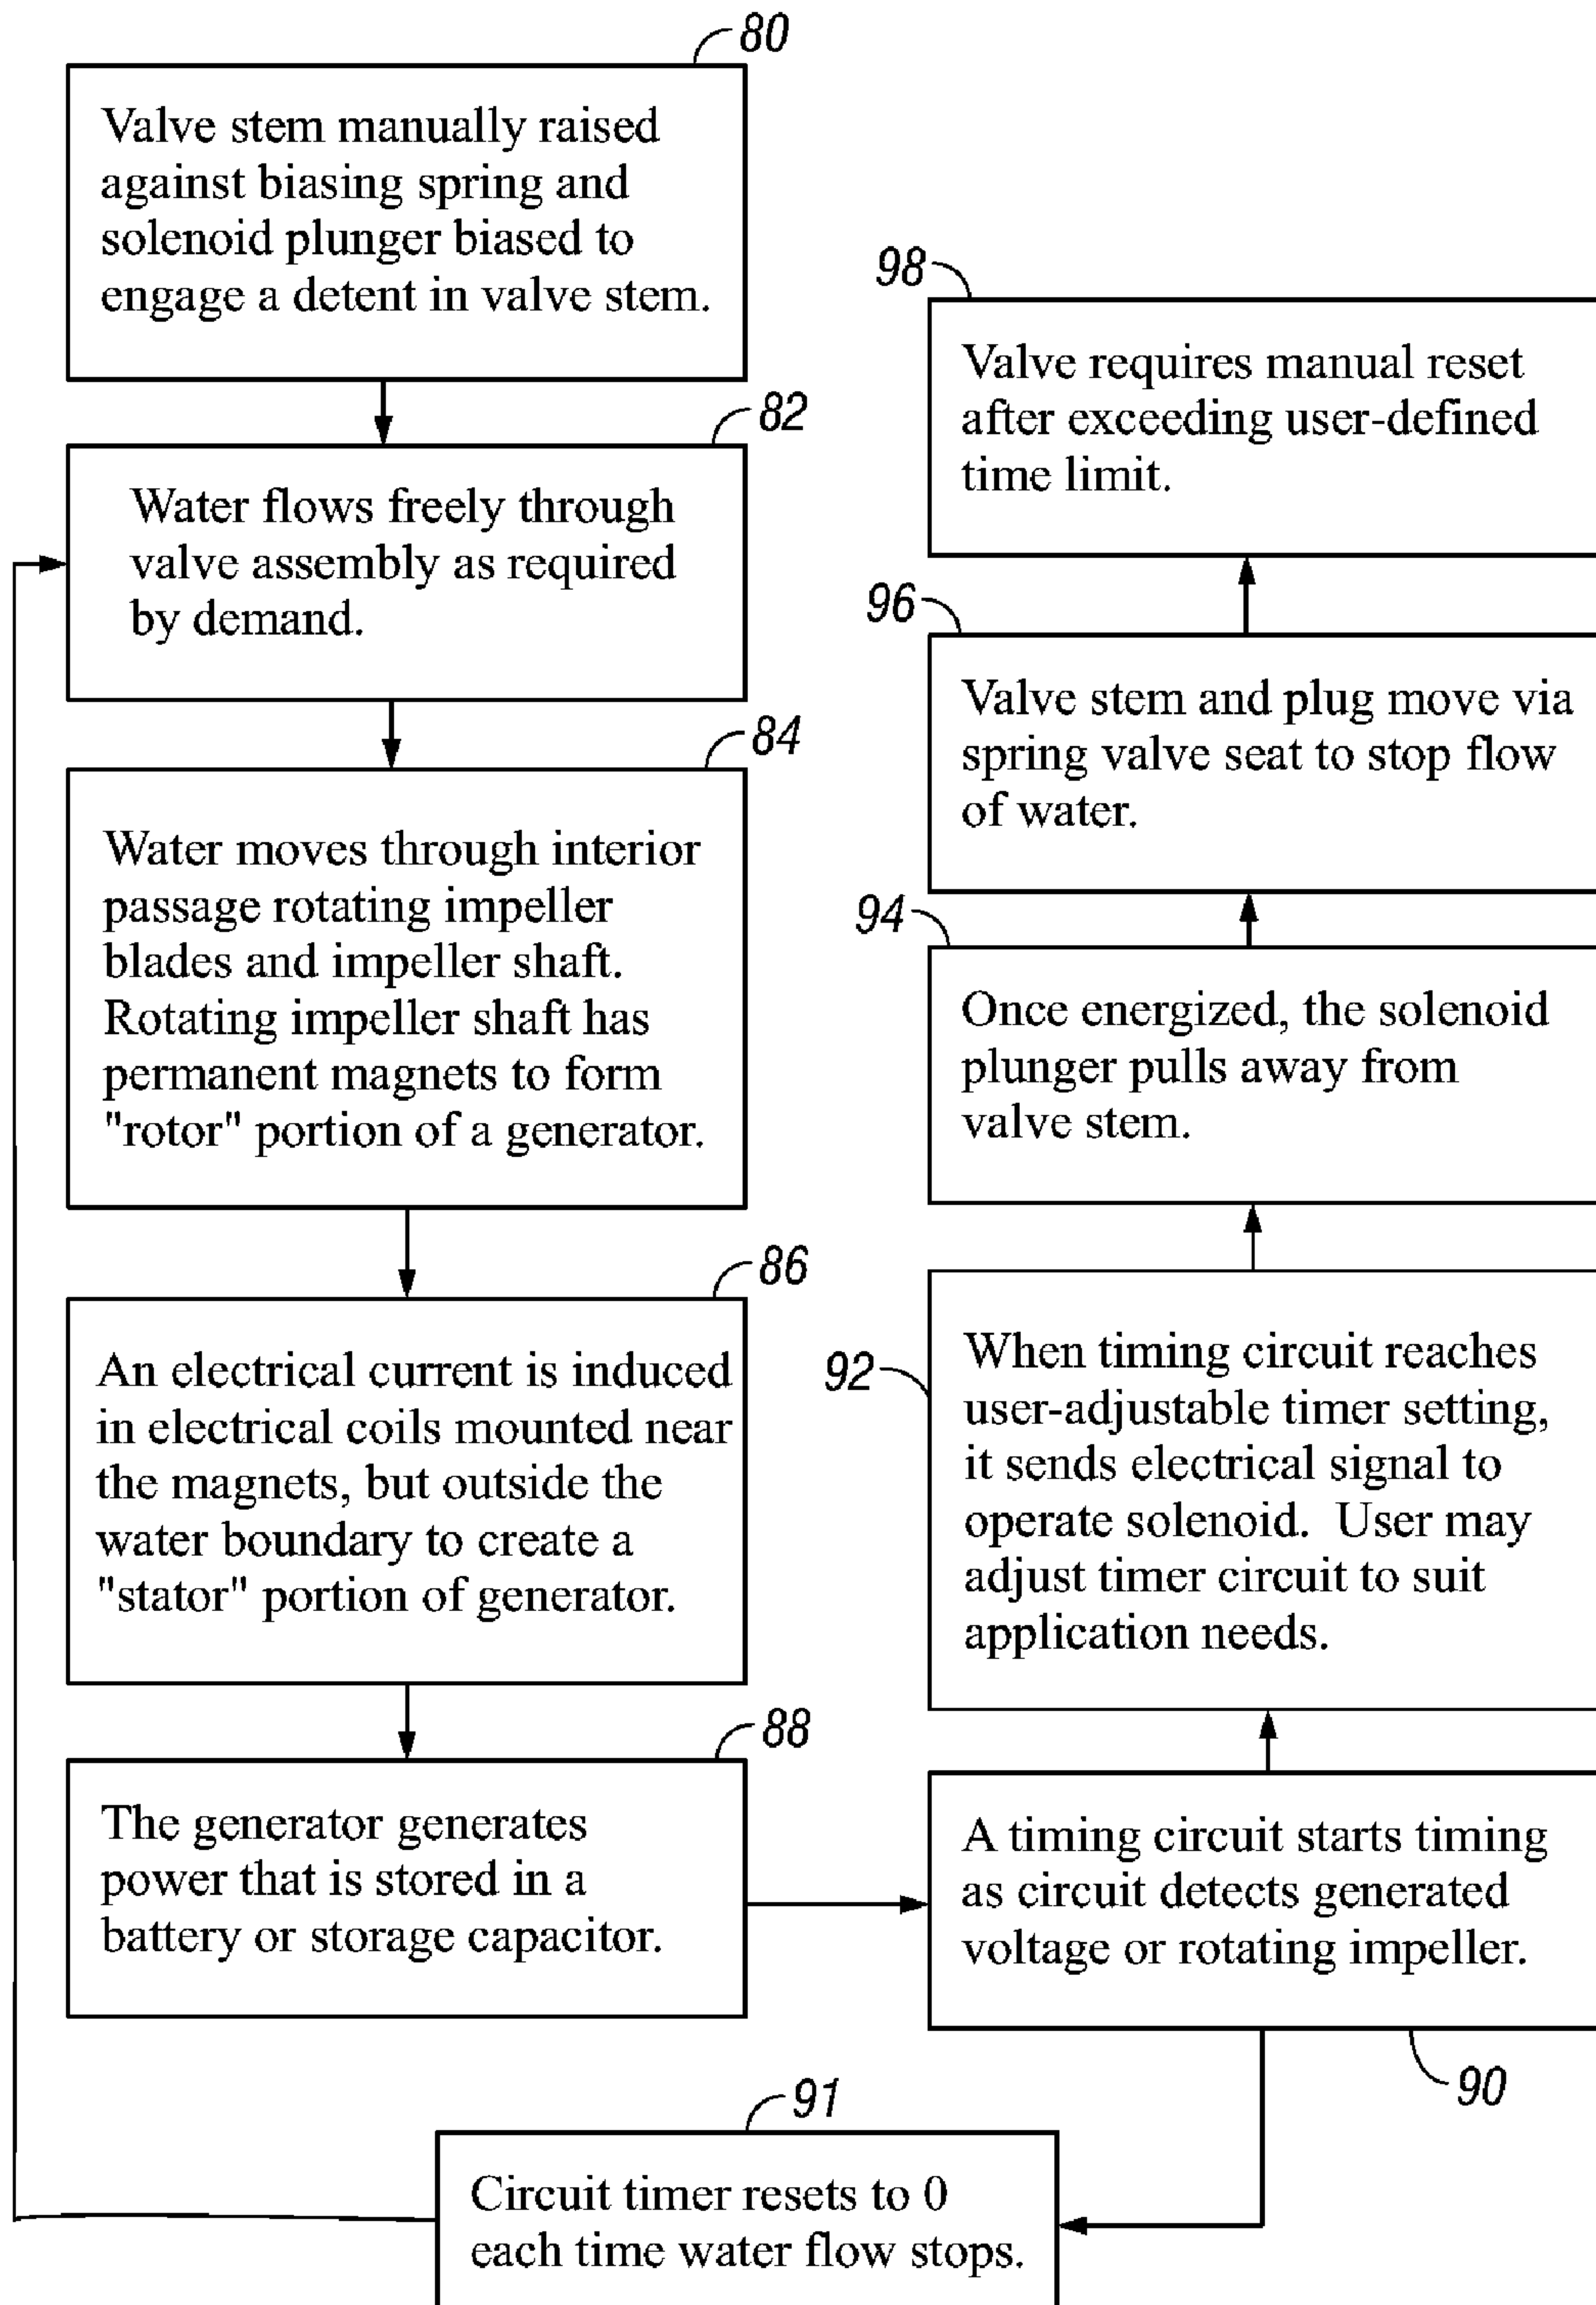 80
Valve stem manually raised
against biasing spring and
solenoid plunger biased to
engage a detent in valve stem.
82
Water flows freely through
valve assembly as required
by demand.
84
Water moves through interior
passage rotating impeller
blades and impeller shaft.
Rotating impeller shaft has
permanent magnets to form
"rotor" portion of a generator.
86
An electrical current is induced
in electrical coils mounted near
the magnets, but outside the
water boundary to create a
"stator" portion of generator.
88
The generator generates
power that is stored in a
battery or storage capacitor.
90
A timing circuit starts timing
as circuit detects generated
voltage or rotating impeller.
91
Circuit timer resets to 0
each time water flow stops.
92
When timing circuit reaches
user-adjustable timer setting,
it sends electrical signal to
operate solenoid.  User may
adjust timer circuit to suit
application needs.
94
Once energized, the solenoid
plunger pulls away from
valve stem.
96
Valve stem and plug move via
spring valve seat to stop flow
of water.
98
Valve requires manual reset
after exceeding user-defined
time limit.